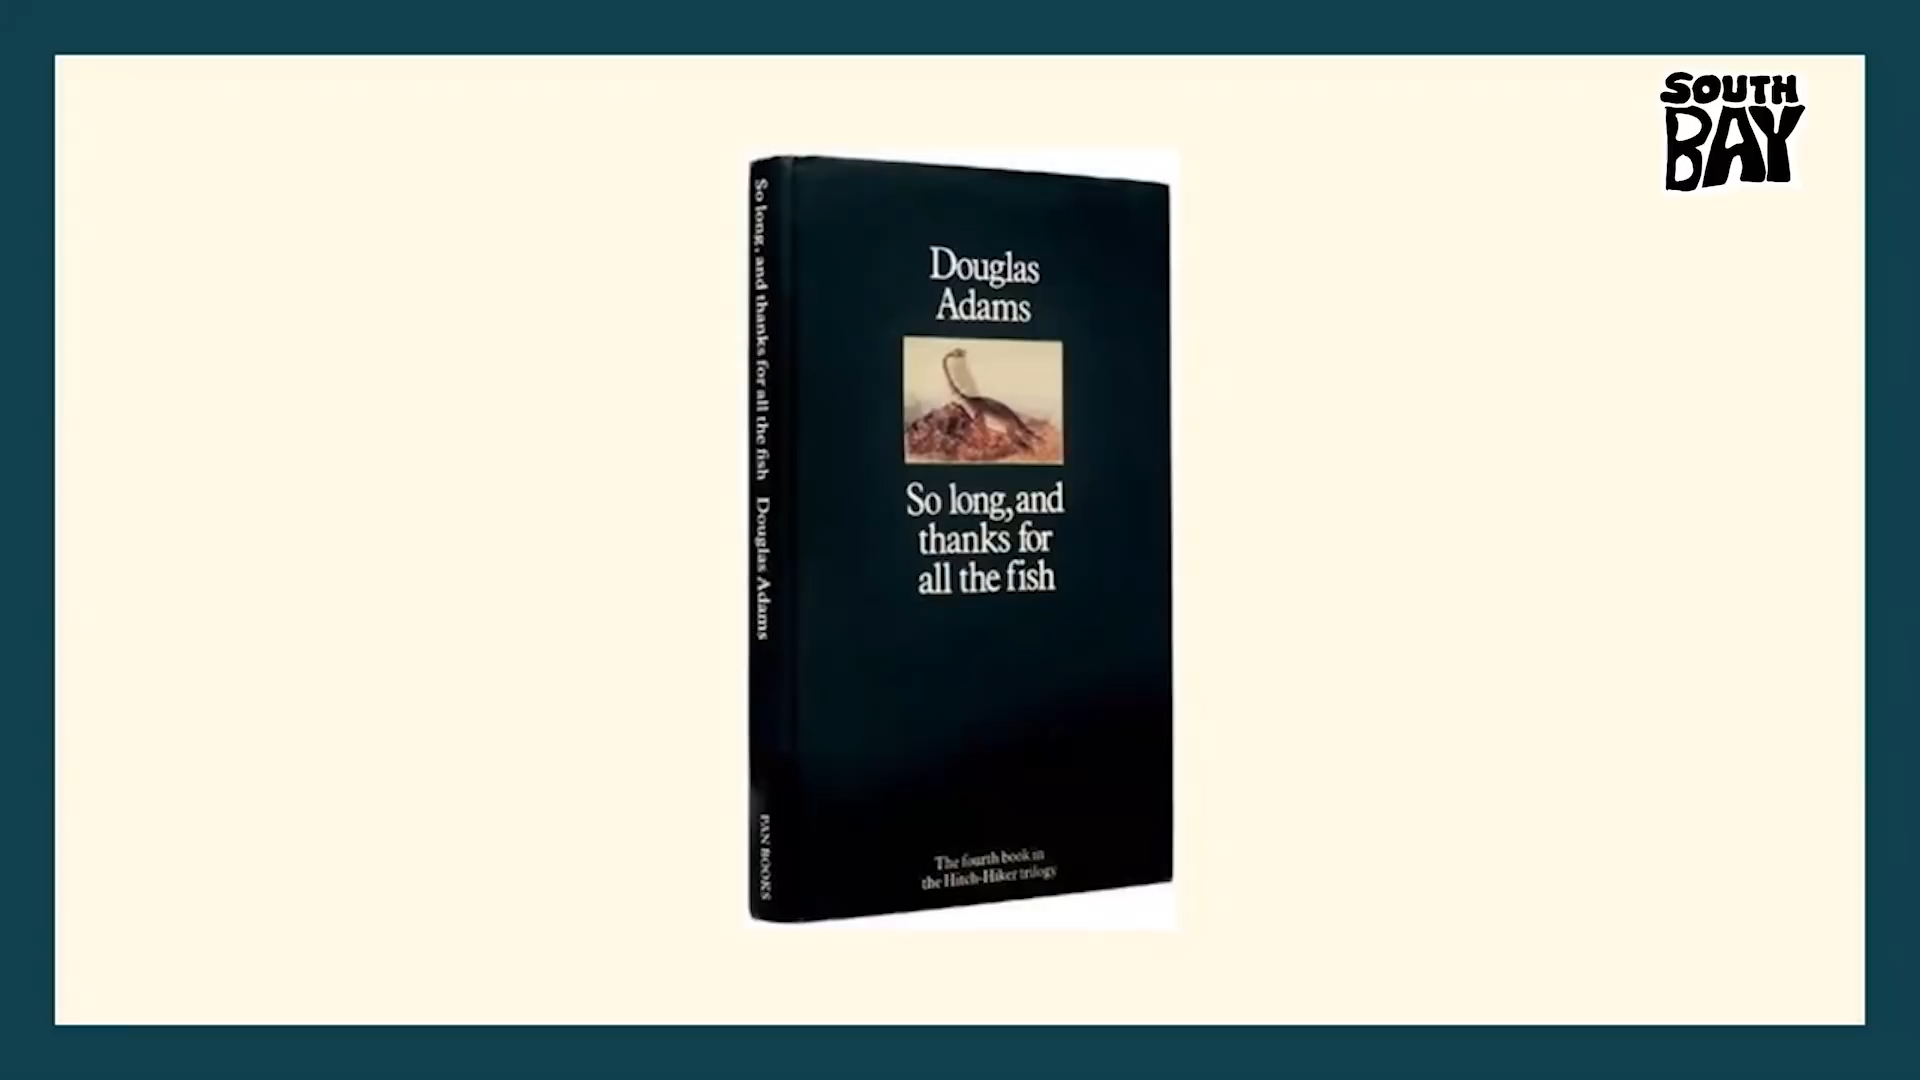 SOUTH
BAY
So long, and thanks for all the fish Douglas Adams PAN BOOKS
Douglas
Adams
So long, and
thanks for
all the fish
The fourth book in
the Hitch-Hiker trilogy